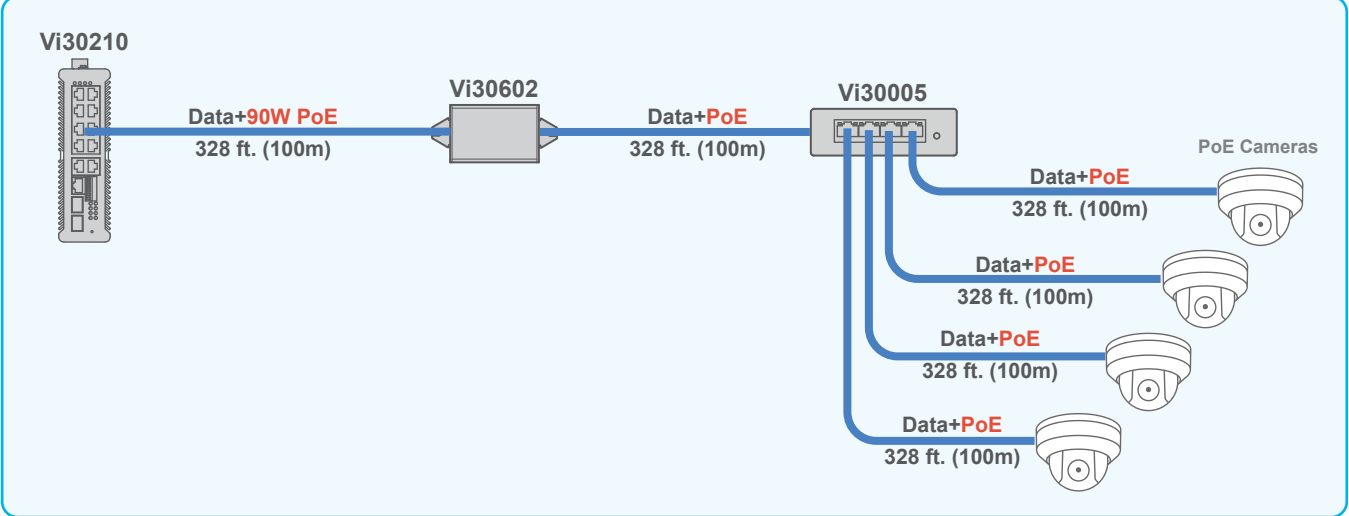 Vi30210
Vi30602
Vi30005
Data+90W PoE
328 ft. (100m)
Data+PoE
328 ft. (100m)
PoE Cameras
Data+PoE
328 ft. (100m)
Data+PoE
328 ft. (100m)
Data+PoE
328 ft. (100m)
Data+PoE
328 ft. (100m)